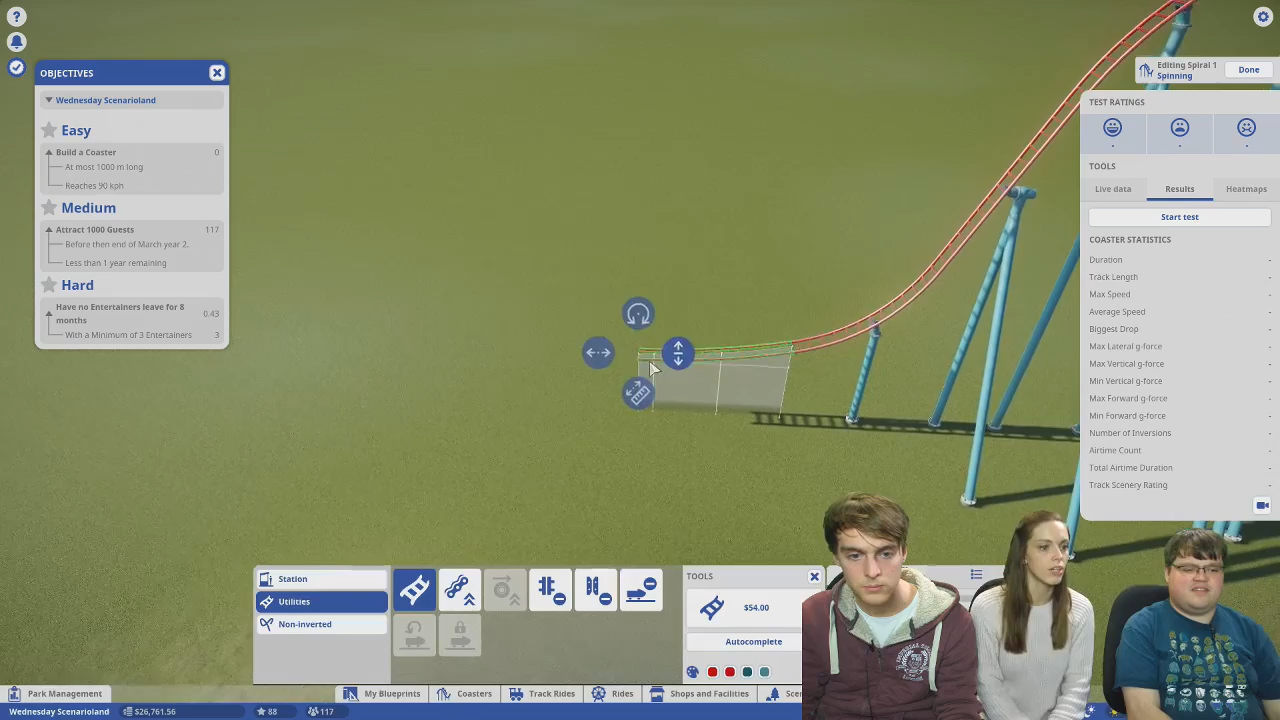 OBJECTIVES
Wednesday Scenarioland
Easy
Build a Coaster 0
At most 1000 m long
Reaches 90 kph
Medium
Attract 1000 Guests 117
Before then end of March year 2.
Less than 1 year remaining
Hard
Have no Entertainers leave for 8 months 0.43
With a Minimum of 3 Entertainers 3
Editing Spiral 1
Spinning
Done
TEST RATINGS
- - -
TOOLS
Live data Results Heatmaps
Start test
COASTER STATISTICS
Duration -
Track Length -
Max Speed -
Average Speed -
Biggest Drop -
Max Lateral g-force -
Max Vertical g-force -
Min Vertical g-force -
Max Forward g-force -
Min Forward g-force -
Number of Inversions -
Airtime Count -
Total Airtime Duration -
Track Scenery Rating -
Station
Utilities
Non-inverted
TOOLS
$54.00
Autocomplete
Park Management
My Blueprints
Coasters
Track Rides
Rides
Shops and Facilities
Scen
Wednesday Scenarioland $26,761.56 88 117